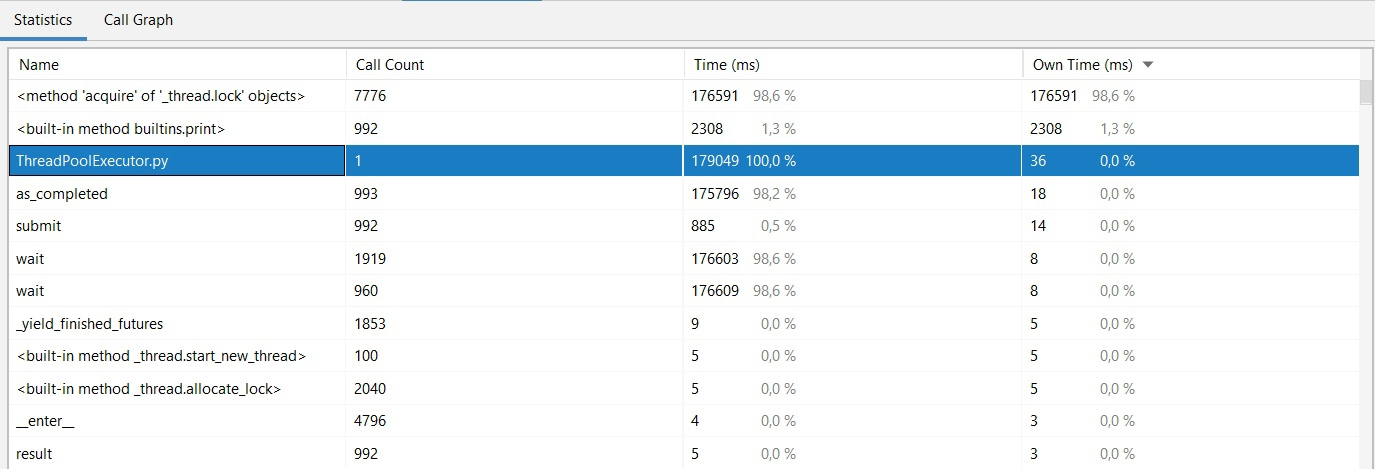 Statistics Call Graph
Name Call Count Time (ms) Own Time (ms)
<method 'acquire' of '_thread.lock' objects> 7776 176591 98,6 % 176591 98,6 %
<built-in method builtins.print> 992 2308 1,3 % 2308 1,3 %
ThreadPoolExecutor.py 1 179049 100,0 % 36 0,0 %
as_completed 993 175796 98,2 % 18 0,0 %
submit 992 885 0,5 % 14 0,0 %
wait 1919 176603 98,6 % 8 0,0 %
wait 960 176609 98,6 % 8 0,0 %
_yield_finished_futures 1853 9 0,0 % 5 0,0 %
<built-in method _thread.start_new_thread> 100 5 0,0 % 5 0,0 %
<built-in method _thread.allocate_lock> 2040 5 0,0 % 5 0,0 %
__enter__ 4796 4 0,0 % 3 0,0 %
result 992 5 0,0 % 3 0,0 %